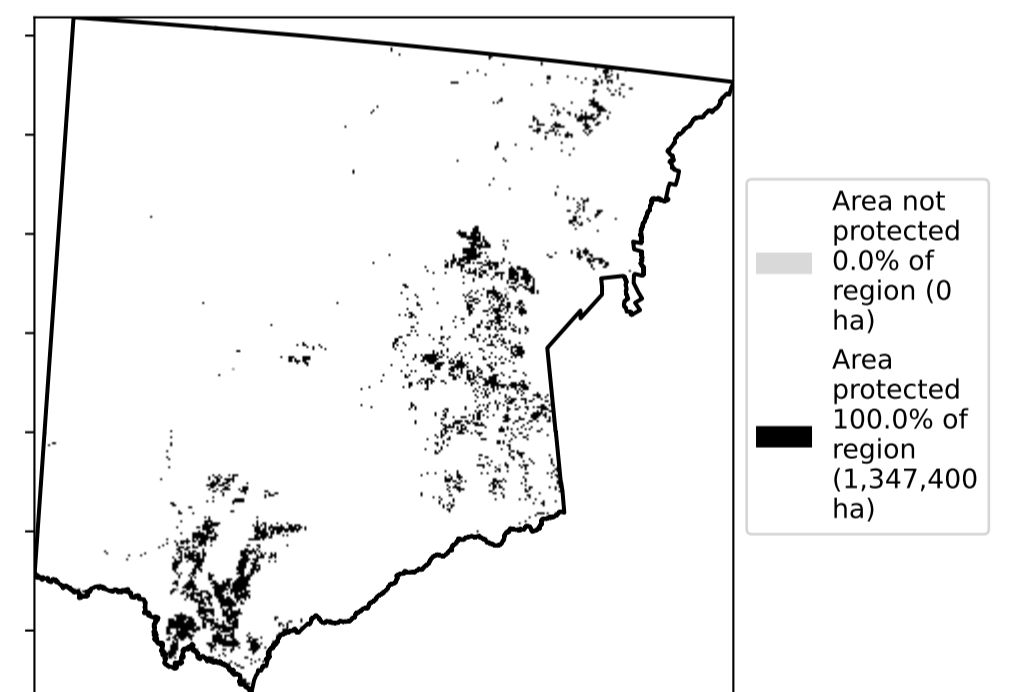 Area not
protected
0.0% of
region (0
ha)
Area
protected
100.0% of
region
(1,347,400
ha)